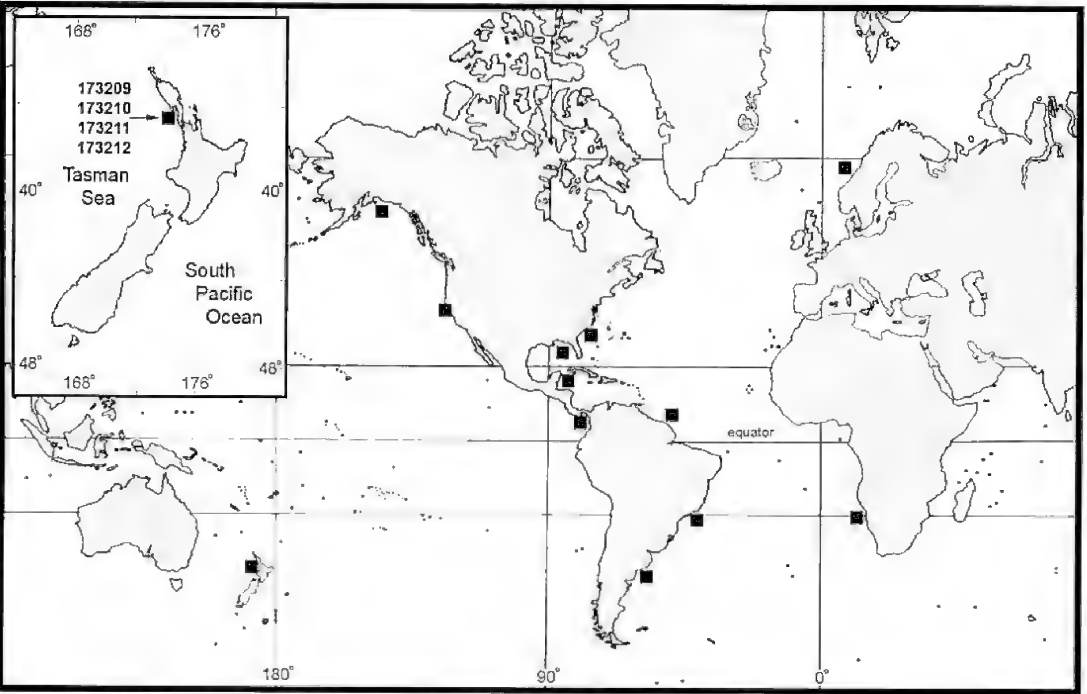 168° 176°
173209
173210
173211
173212
Tasman
Sea
40° 40°
South
Pacific
Ocean
48° 48°
168° 176°
equator
180° 90° 0°